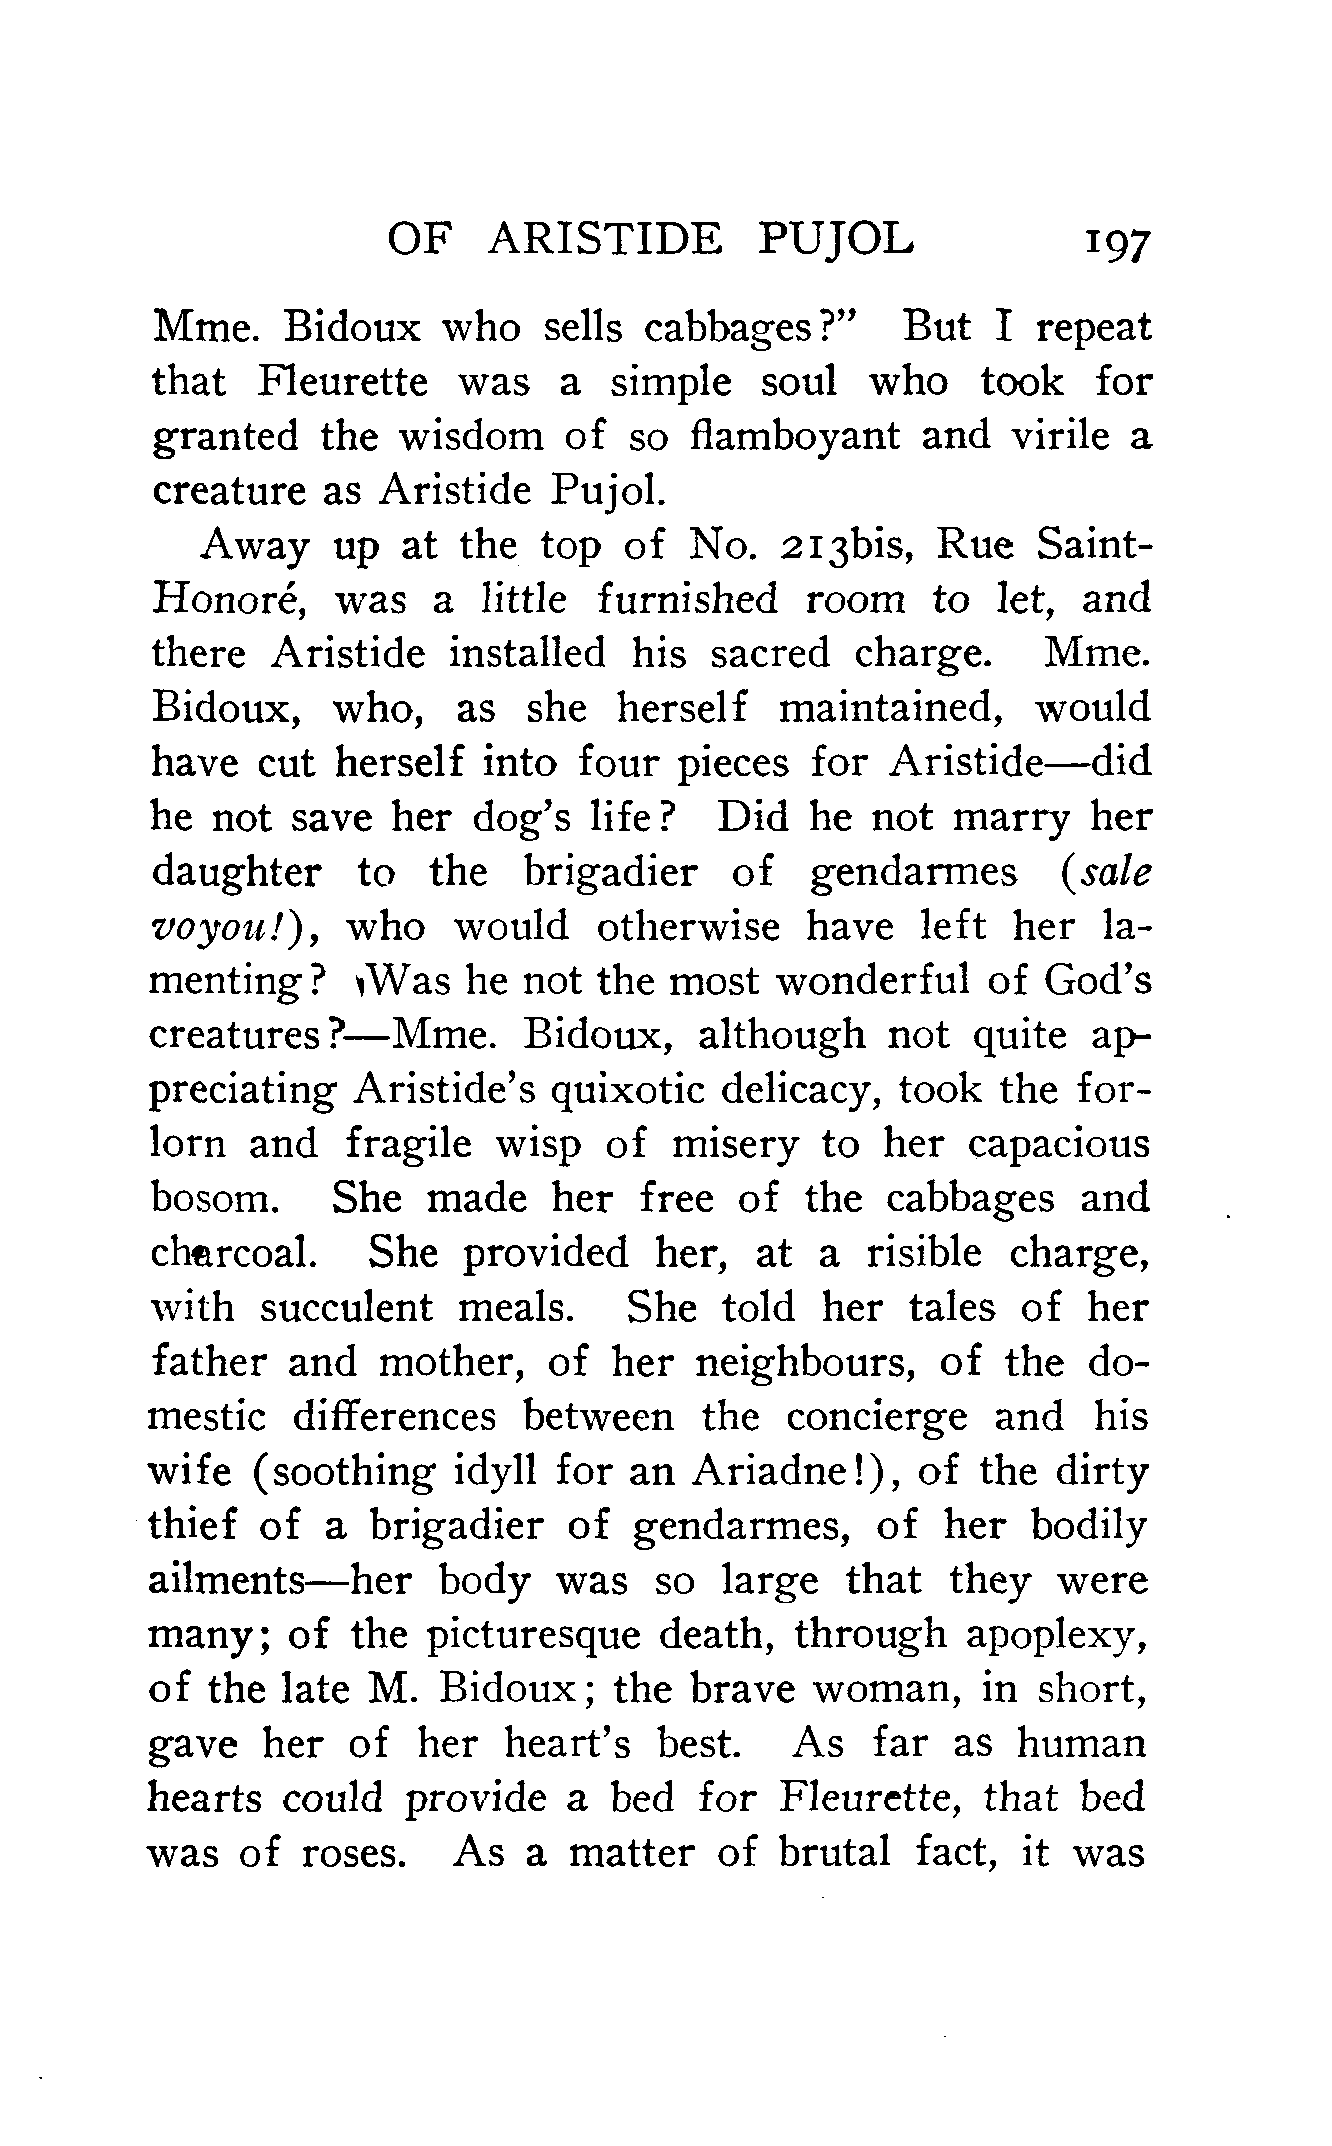 OF ARISTIDE PUJOL 197
Mme. Bidoux who sells cabbages?” But I repeat
that Fleurette was a simple soul who took for
granted the wisdom of so flamboyant and virile a
creature as Aristide Pujol.
Away up at the top of No. 213bis, Rue Saint-
Honoré, was a little furnished room to let, and
there Aristide installed his sacred charge. Mme.
Bidoux, who, as she herself maintained, would
have cut herself into four pieces for Aristide—did
he not save her dog’s life? Did he not marry her
daughter to the brigadier of gendarmes (sale
voyou!), who would otherwise have left her la-
menting? Was he not the most wonderful of God’s
creatures?—Mme. Bidoux, although not quite ap-
preciating Aristide’s quixotic delicacy, took the for-
lorn and fragile wisp of misery to her capacious
bosom. She made her free of the cabbages and
charcoal. She provided her, at a risible charge,
with succulent meals. She told her tales of her
father and mother, of her neighbours, of the do-
mestic differences between the concierge and his
wife (soothing idyll for an Ariadne!), of the dirty
thief of a brigadier of gendarmes, of her bodily
ailments—her body was so large that they were
many; of the picturesque death, through apoplexy,
of the late M. Bidoux; the brave woman, in short,
gave her of her heart’s best. As far as human
hearts could provide a bed for Fleurette, that bed
was of roses. As a matter of brutal fact, it was